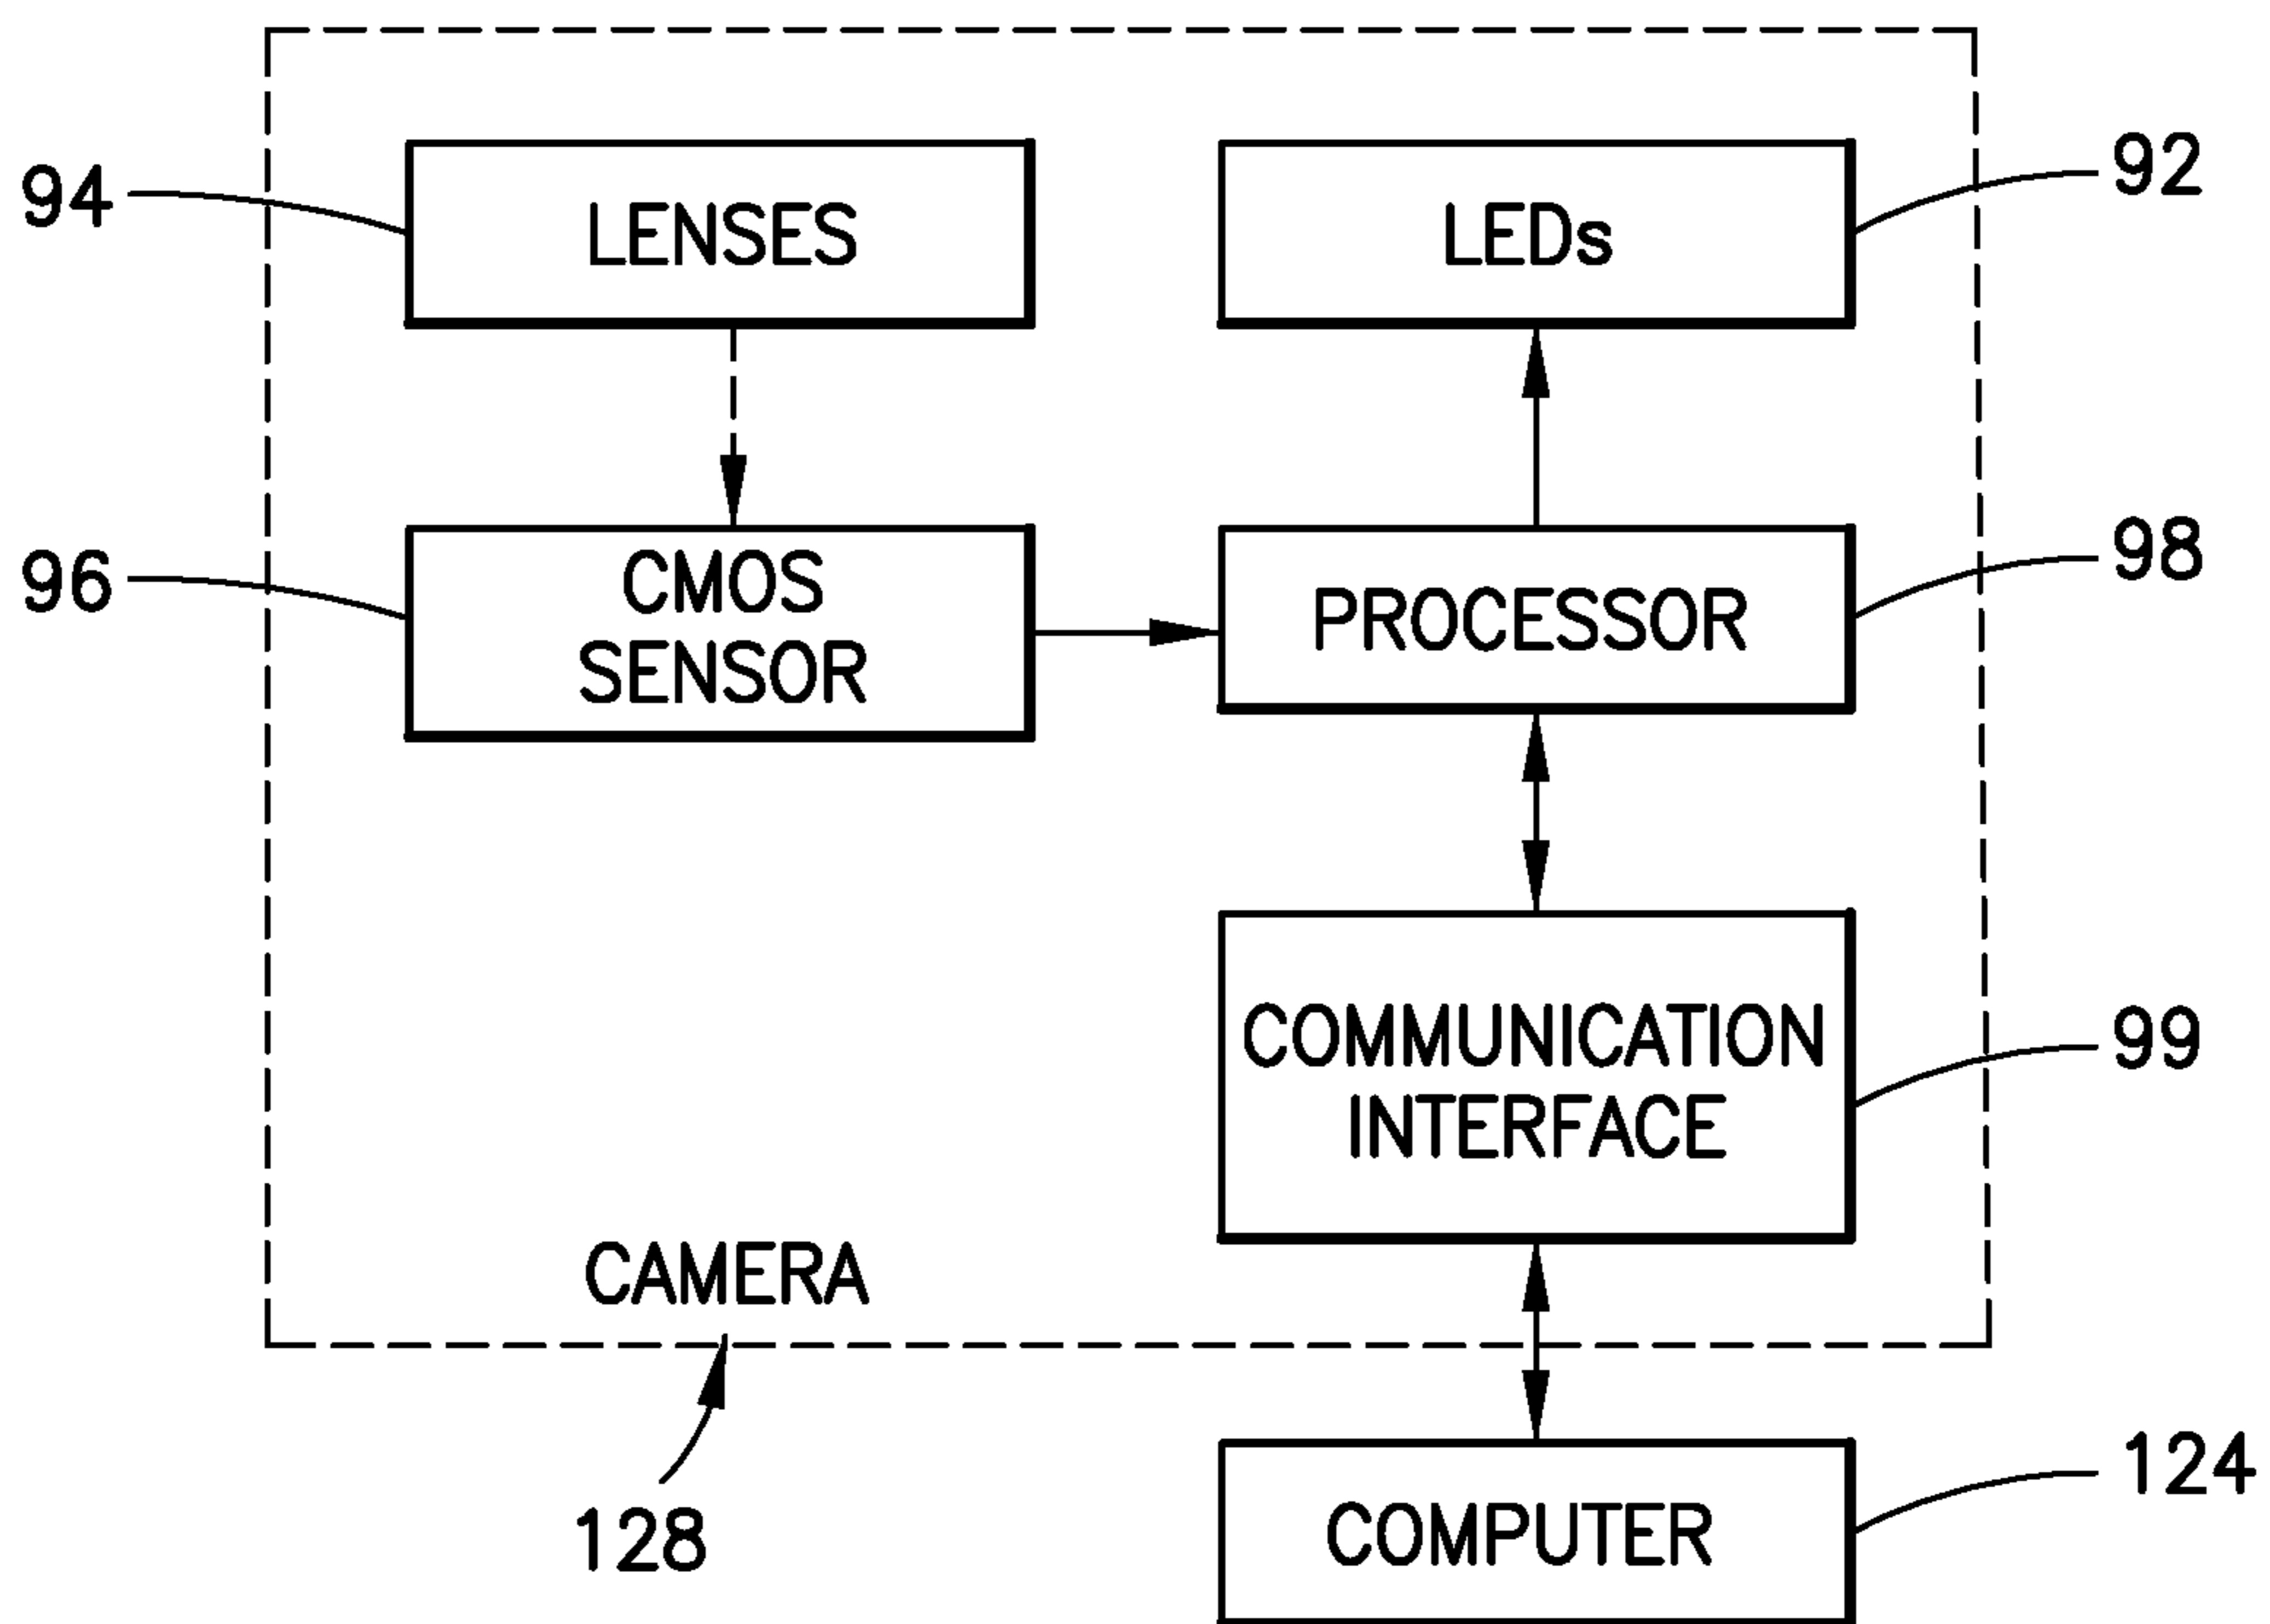 94
LENSES
LEDs
92
96
CMOS
SENSOR
PROCESSOR
98
COMMUNICATION
INTERFACE
99
CAMERA
128
COMPUTER
124